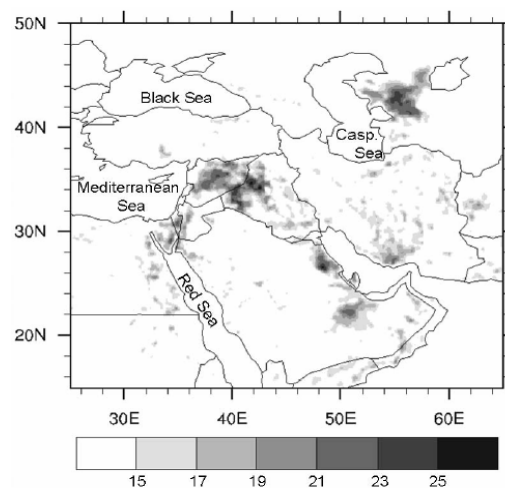 50N
40N
30N
20N
Black Sea
Casp.
Sea
Mediterranean
Sea
Red Sea
30E 40E 50E 60E
15 17 19 21 23 25